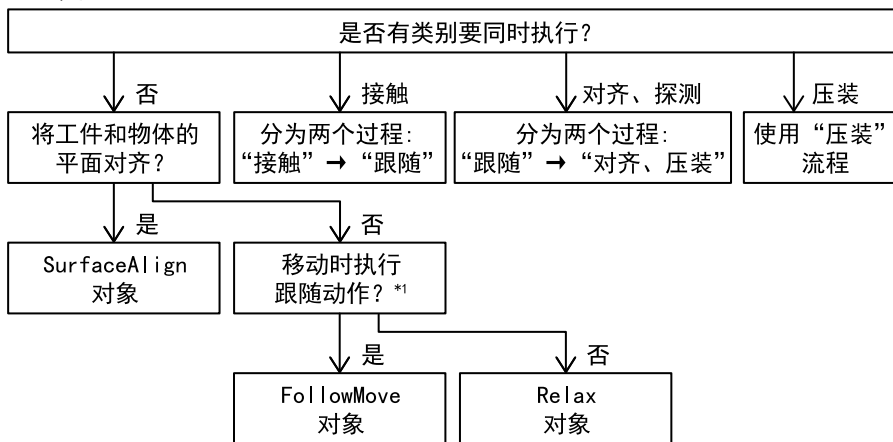 是否有类别要同时执行？
否
接触
对齐、探测
压装
将工件和物体的
平面对齐？
分为两个过程：
“接触” → “跟随”
分为两个过程：
“跟随” → “对齐、压装”
使用“压装”
流程
是
否
SurfaceAlign
对象
移动时执行
跟随动作？ *1
是
否
FollowMove
对象
Relax
对象